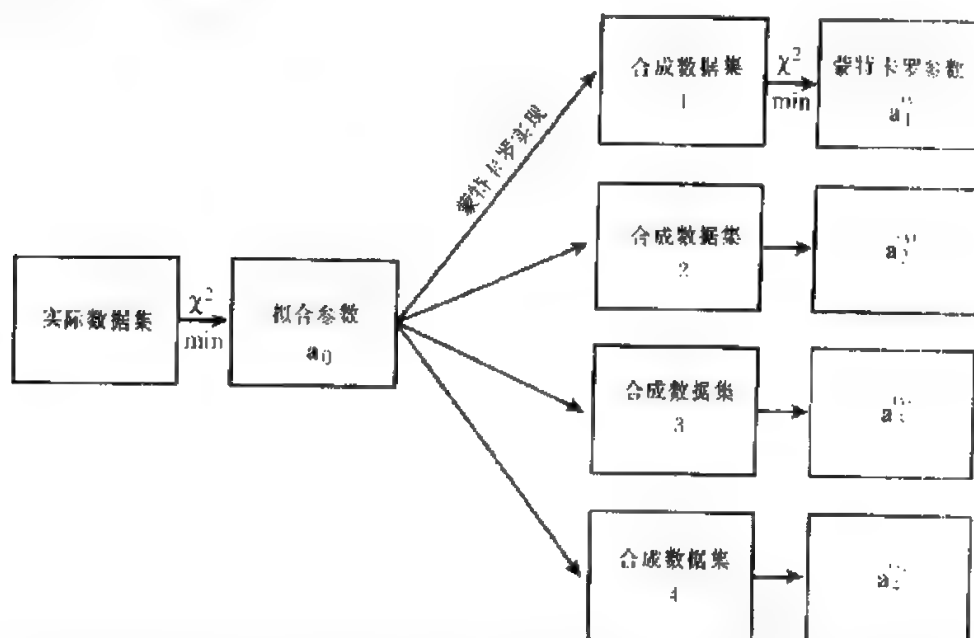 合成数据集
1
χ²
min
蒙特卡罗参数
蒙特卡罗实现
合成数据集
2
实际数据集
χ²
min
拟合参数
a₀
合成数据集
3
合成数据集
4